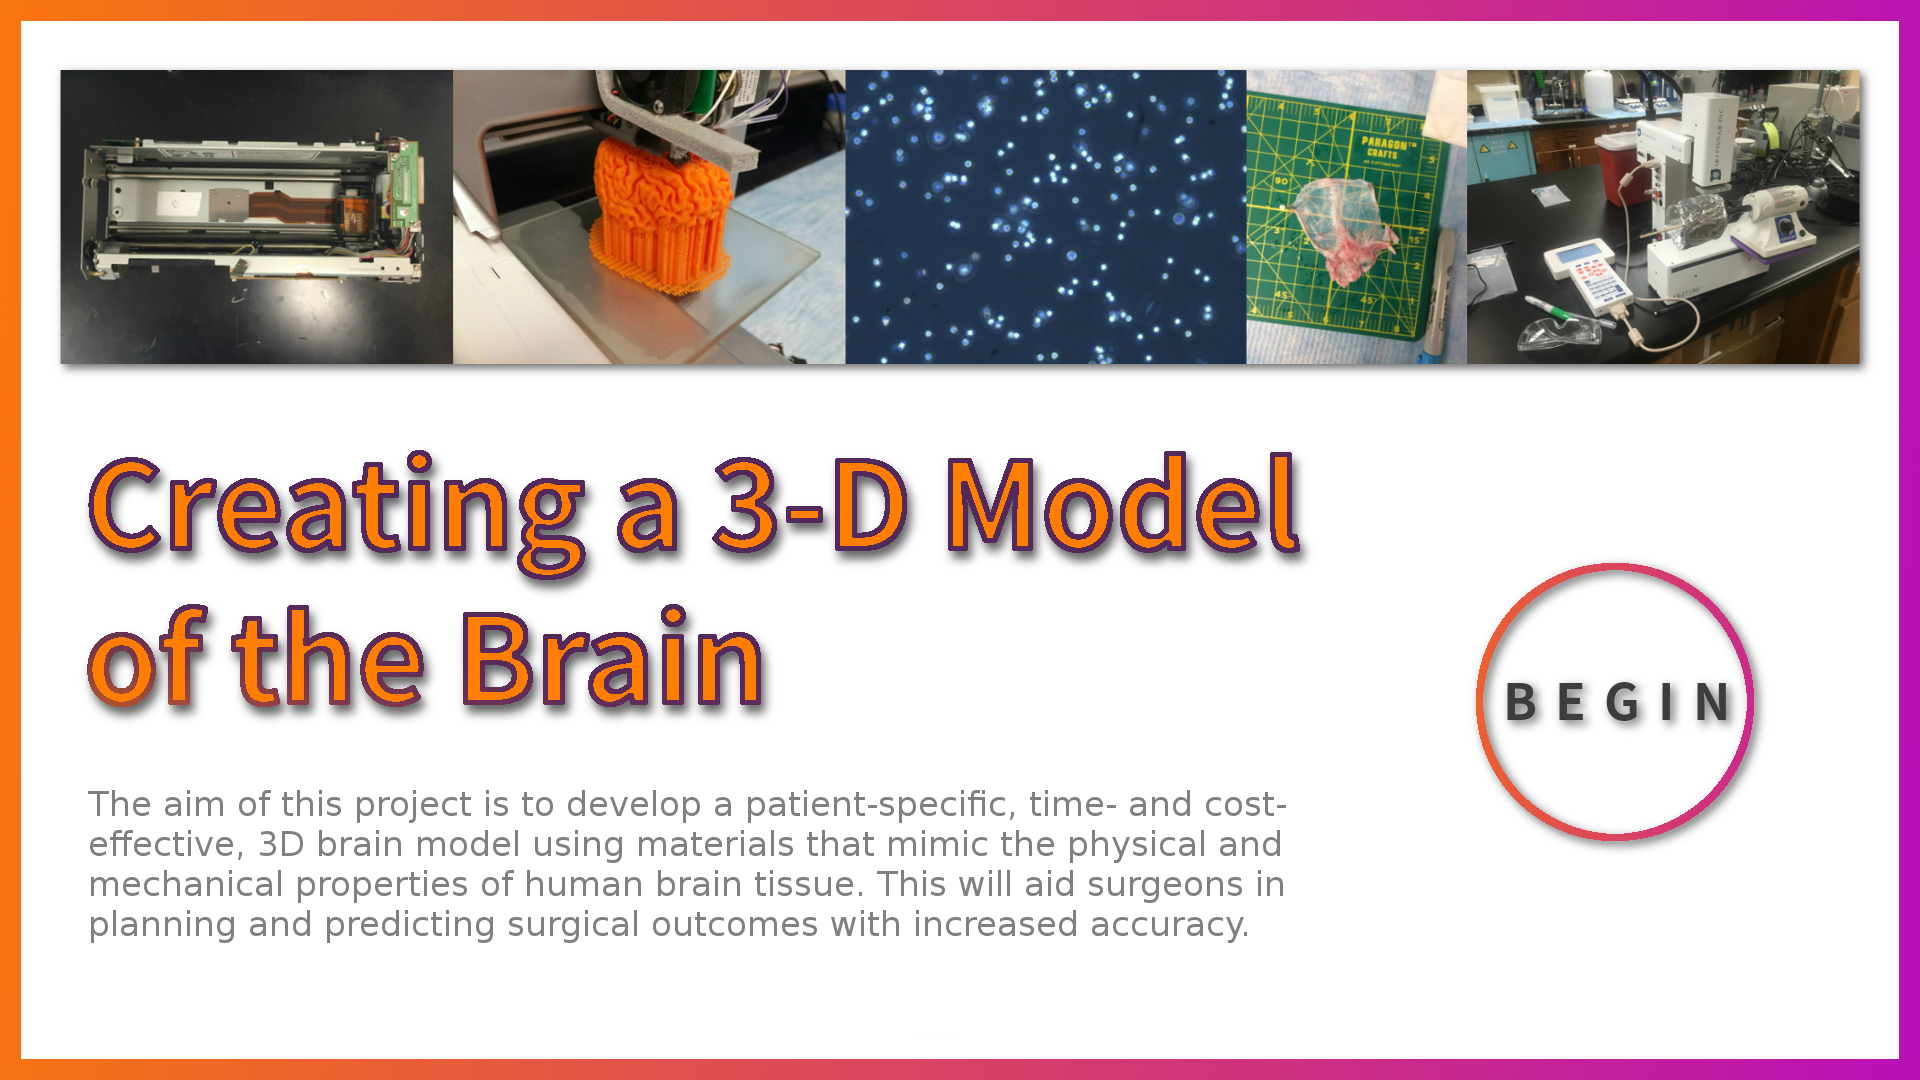 PARAGON™
CRAFTS
Creating a 3-D Model
of the Brain
BEGIN
The aim of this project is to develop a patient-specific, time- and cost-
effective, 3D brain model using materials that mimic the physical and
mechanical properties of human brain tissue. This will aid surgeons in
planning and predicting surgical outcomes with increased accuracy.